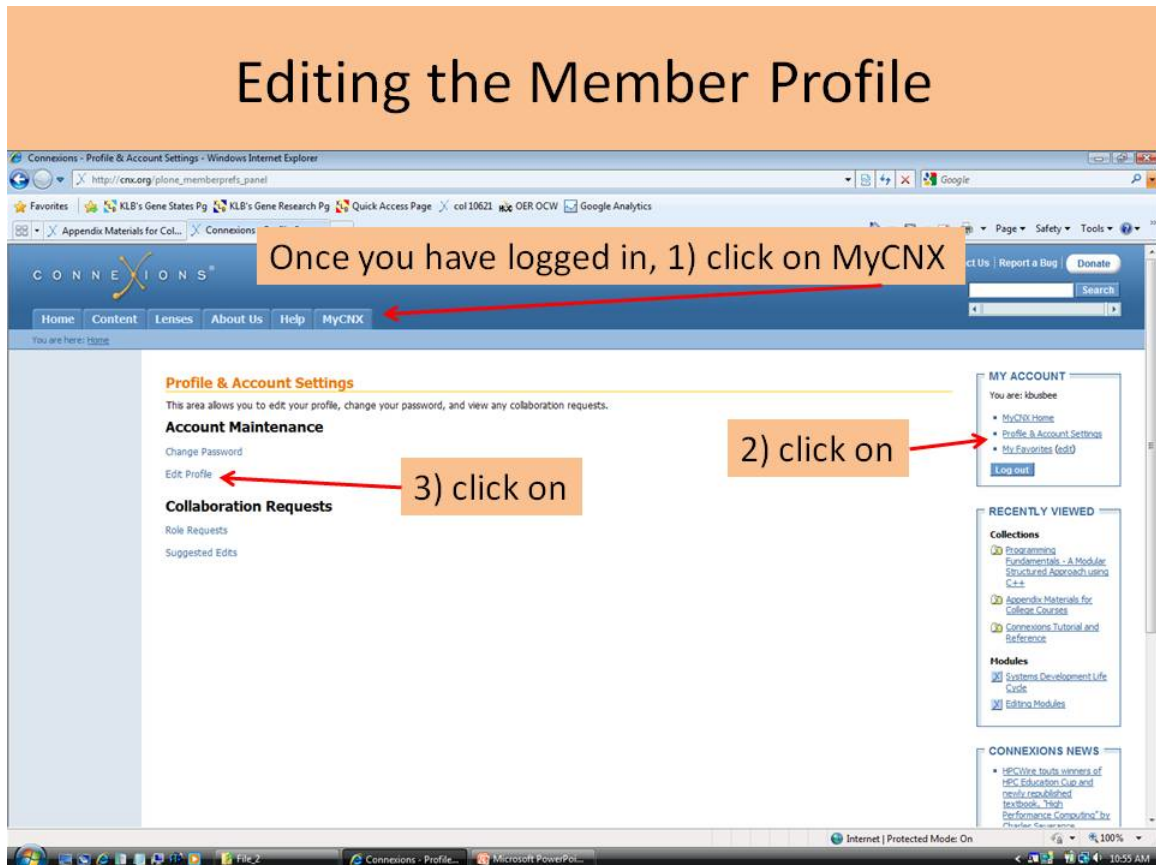 Editing the Member Profile
Connexions - Profile & Account Settings - Windows Internet Explorer
http://cnx.org/plone_memberprefs_panel
Google
Favorites KLB's Gene States Pg KLB's Gene Research Pg Quick Access Page col 10621 OER OCW Google Analytics
Appendix Materials for Col... Connexions
Page Safety Tools
Once you have logged in, 1) click on MyCNX
CONNEXIONS
ct Us | Report a Bug | Donate
Search
Home Content Lenses About Us Help MyCNX
You are here: Home
Profile & Account Settings
This area allows you to edit your profile, change your password, and view any collaboration requests.
Account Maintenance
Change Password
Edit Profile
3) click on
Collaboration Requests
Role Requests
Suggested Edits
2) click on
MY ACCOUNT
You are: kbusbee
MyCNX Home
Profile & Account Settings
My Favorites (edit)
Log out
RECENTLY VIEWED
Collections
Programming
Fundamentals - A Modular
Structured Approach using
C++
Appendix Materials for
College Courses
Connexions Tutorial and
Reference
Modules
Systems Development Life
Cycle
Editing Modules
CONNEXIONS NEWS
HPCWire touts winners of
HPC Education Cup and
newly republished
textbook, "High
Performance Computing" by
Charles Severance
Internet | Protected Mode: On
100%
File_2
Connexions - Profile...
Microsoft PowerPoi...
10:55 AM